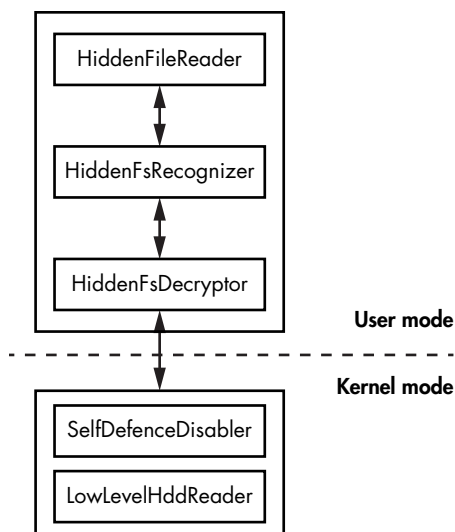 HiddenFileReader
HiddenFsRecognizer
HiddenFsDecryptor
User mode
Kernel mode
SelfDefenceDisabler
LowLevelHddReader